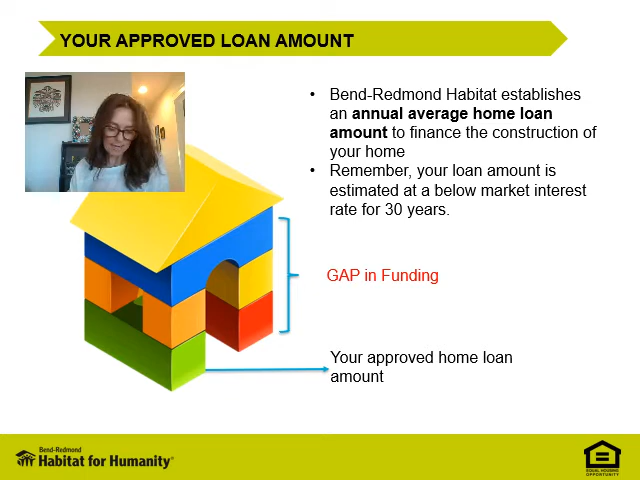 YOUR APPROVED LOAN AMOUNT
• Bend-Redmond Habitat establishes
an annual average home loan
amount to finance the construction of
your home
• Remember, your loan amount is
estimated at a below market interest
rate for 30 years.
GAP in Funding
Your approved home loan
amount
Bend-Redmond
Habitat for Humanity®
EQUAL HOUSING
OPPORTUNITY